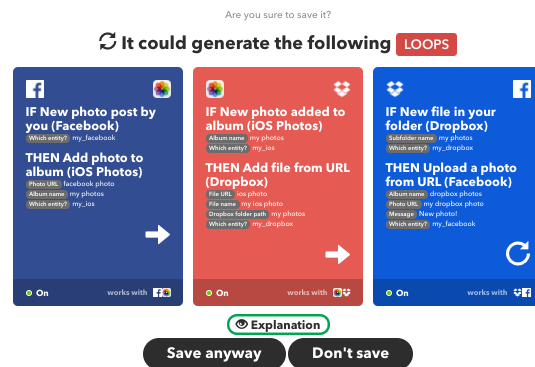 Are you sure to save it?
It could generate the following LOOPS
IF New photo post by
you (Facebook)
Which entity? my_facebook
THEN Add photo to
album (iOS Photos)
Photo URL facebook photo
Album name my photos
Which entity? my_ios
On works with
IF New photo added to
album (iOS Photos)
Album name my photos
Which entity? my_ios
THEN Add file from URL
(Dropbox)
File URL ios photo
File name my ios photo
Dropbox folder path my photos
Which entity? my_dropbox
On works with
IF New file in your
folder (Dropbox)
Subfolder name my photos
Which entity? my_dropbox
THEN Upload a photo
from URL (Facebook)
Album name dropbox photos
Photo URL my dropbox photo
Message New photo!
Which entity? my_facebook
On works with
Explanation
Save anyway Don't save